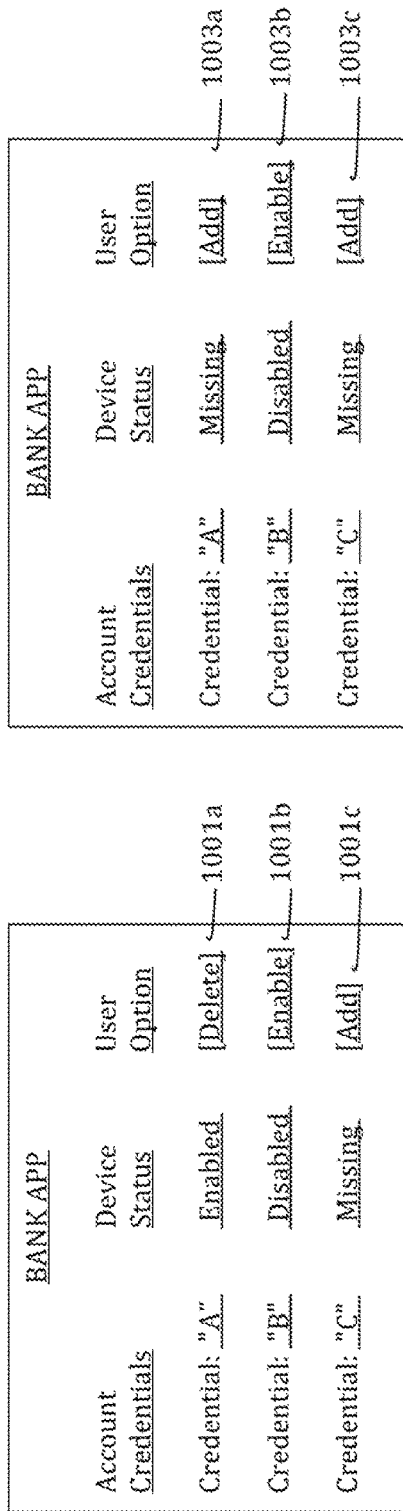 BANK APP
Account Credentials Device Status User Option
Credential: "A" Enabled [Delete] 1001a
Credential: "B" Disabled [Enable] 1001b
Credential: "C" Missing [Add] 1001c
BANK APP
Account Credentials Device Status User Option
Credential: "A" Missing [Add] 1003a
Credential: "B" Disabled [Enable] 1003b
Credential: "C" Missing [Add] 1003c